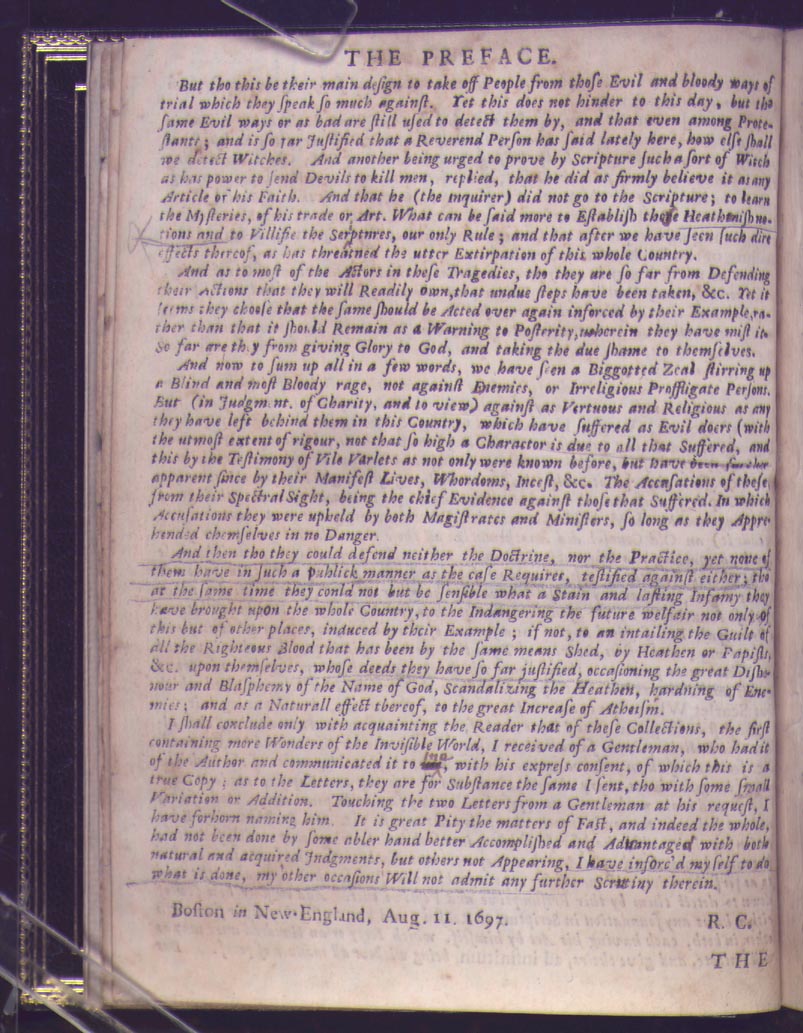 THE PREFACE.
But tho this be their main deſign to take off People from thoſe Evil and bloody ways of
trial which they ſpeak ſo much againſt. Yet this does not hinder to this day, but the
ſame Evil ways or as bad are ſtill uſed to detect them by, and that even among Prote-
ſtants; and is ſo far Juſtified that a Reverend Perſon has ſaid lately here, how elſe ſhall
we detect Witches. And another being urged to prove by Scripture ſuch a ſort of Witch
as has power to ſend Devils to kill men, replied, that he did as firmly believe it as any
Article of his Faith. And that he (the inquirer) did not go to the Scripture; to learn
the Myſteries, of his trade or Art. What can be ſaid more to Eſtabliſh theſe Heatheniſh no-
tions and to Villifie the Scrptures, our only Rule; and that after we have ſeen ſuch dire
effects thereof, as has threatned the utter Extirpation of this whole Country.
And as to moſt of the Actors in theſe Tragedies, tho they are ſo far from Defending
their Actions that they will Readily own, that undue ſteps have been taken, &c. Yet it
ſeems they chooſe that the ſame ſhould be Acted over again inforced by their Example, ra-
ther than that it ſhould Remain as a Warning to Poſterity, wherein they have miſt it.
So far are they from giving Glory to God, and taking the due ſhame to themſelves.
And now to ſum up all in a few words, we have ſeen a Biggotted Zeal ſtirring up
a Blind and moſt Bloody rage, not againſt Enemies, or Irreligious Proffligate Perſons.
But (in Judgment of Charity, and to view) againſt as Vertuous and Religious as any
they have left behind them in this Country, which have ſuffered as Evil doers (with
the utmoſt extent of rigour, not that ſo high a Charactor is due to all that Suffered, and
this by the Teſtimony of Vile Varlets as not only were known before, but have been further
apparent ſince by their Manifeſt Lives, Whordoms, Inceſt, &c. The Accuſations of theſe,
from their Spectral Sight, being the chief Evidence againſt thoſe that Suffered. In which
Accuſations they were upheld by both Magiſtrates and Miniſters, ſo long as they Appre-
hended themſelves in no Danger.
And then tho they could defend neither the Doctrine, nor the Practice, yet none of
them have in ſuch a publick manner as the caſe Requires, teſtified againſt either; tho
at the ſame time they could not but be ſenſible what a Stain and laſting Infamy they
have brought upon the whole Country, to the Indangering the future welfair not only of
this but of other places, induced by their Example; if not, to an intailing the Guilt of
all the Righteous Blood that has been by the ſame means Shed, by Heathen or Papiſts,
&c. upon themſelves, whoſe deeds they have ſo far juſtified, occaſioning the great Diſho-
nour and Blaſphemy of the Name of God, Scandalizing the Heathen, hardning of Ene-
mies; and as a Naturall effect thereof, to the great Increaſe of Atheiſm.
I ſhall conclude only with acquainting the Reader that of theſe Collections, the firſt
containing more Wonders of the Inviſible World, I received of a Gentleman, who had it
of the Author and communicated it to me, with his expreſs conſent, of which this is a
true Copy; as to the Letters, they are for Subſtance the ſame I ſent, tho with ſome ſmall
Variation or Addition. Touching the two Letters from a Gentleman at his requeſt, I
have forborn naming him. It is great Pity the matters of Faſt, and indeed the whole,
had not been done by ſome abler hand better Accompliſhed and Advantaged with both
natural and acquired Judgments, but others not Appearing, I have inforc'd my ſelf to do
what is done, my other occaſions Will not admit any further Scrutiny therein.
Boſton in New-England, Aug. 11. 1697.
R. C.
THE